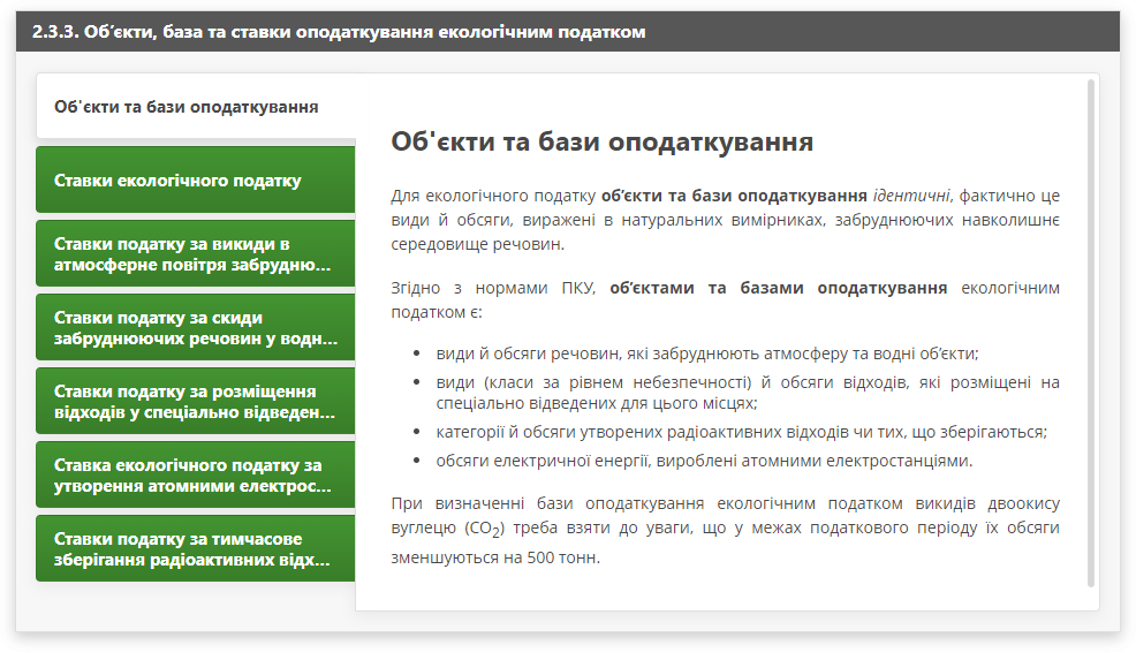 2.3.3. Об’єкти, база та ставки оподаткування екологічним податком
Об'єкти та бази оподаткування
Ставки екологічного податку
Ставки податку за викиди в
атмосферне повітря забрудню...
Ставки податку за скиди
забруднюючих речовин у водн...
Ставки податку за розміщення
відходів у спеціально відведен...
Ставка екологічного податку за
утворення атомними електрос...
Ставки податку за тимчасове
зберігання радіоактивних відх...
Об'єкти та бази оподаткування
Для екологічного податку об’єкти та бази оподаткування ідентичні, фактично це
види й обсяги, виражені в натуральних вимірниках, забруднюючих навколишнє
середовище речовин.
Згідно з нормами ПКУ, об’єктами та базами оподаткування екологічним
податком є:
• види й обсяги речовин, які забруднюють атмосферу та водні об’єкти;
• види (класи за рівнем небезпечності) й обсяги відходів, які розміщені на
спеціально відведених для цього місцях;
• категорії й обсяги утворених радіоактивних відходів чи тих, що зберігаються;
• обсяги електричної енергії, вироблені атомними електростанціями.
При визначенні бази оподаткування екологічним податком викидів двоокису
вуглецю (CO2) треба взяти до уваги, що у межах податкового періоду їх обсяги
зменшуються на 500 тонн.